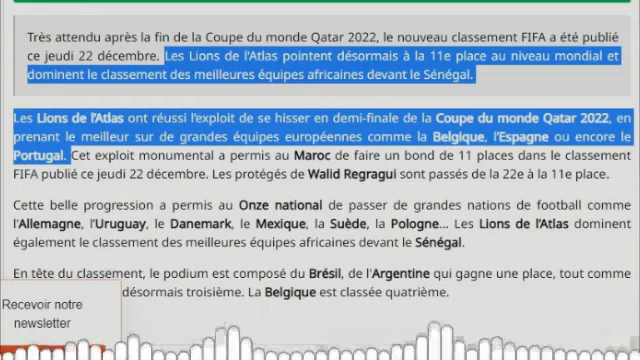 Très attendu après la fin de la Coupe du monde Qatar 2022, le nouveau classement FIFA a été publié
ce jeudi 22 décembre. Les Lions de l'Atlas pointent désormais à la 11e place au niveau mondial et
dominent le classement des meilleures équipes africaines devant le Sénégal.
Les Lions de l'Atlas ont réussi l'exploit de se hisser en demi-finale de la Coupe du monde Qatar 2022, en
prenant le meilleur sur de grandes équipes européennes comme la Belgique, l'Espagne ou encore le
Portugal. Cet exploit monumental a permis au Maroc de faire un bond de 11 places dans le classement
FIFA publié ce jeudi 22 décembre. Les protégés de Walid Regragui sont passés de la 22e à la 11e place.
Cette belle progression a permis au Onze national de passer de grandes nations de football comme
l'Allemagne, l'Uruguay, le Danemark, le Mexique, la Suède, la Pologne... Les Lions de l'Atlas dominent
également le classement des meilleures équipes africaines devant le Sénégal.
En tête du classement, le podium est composé du Brésil, de l'Argentine qui gagne une place, tout comme
désormais troisième. La Belgique est classée quatrième.
Recevoir notre
newsletter